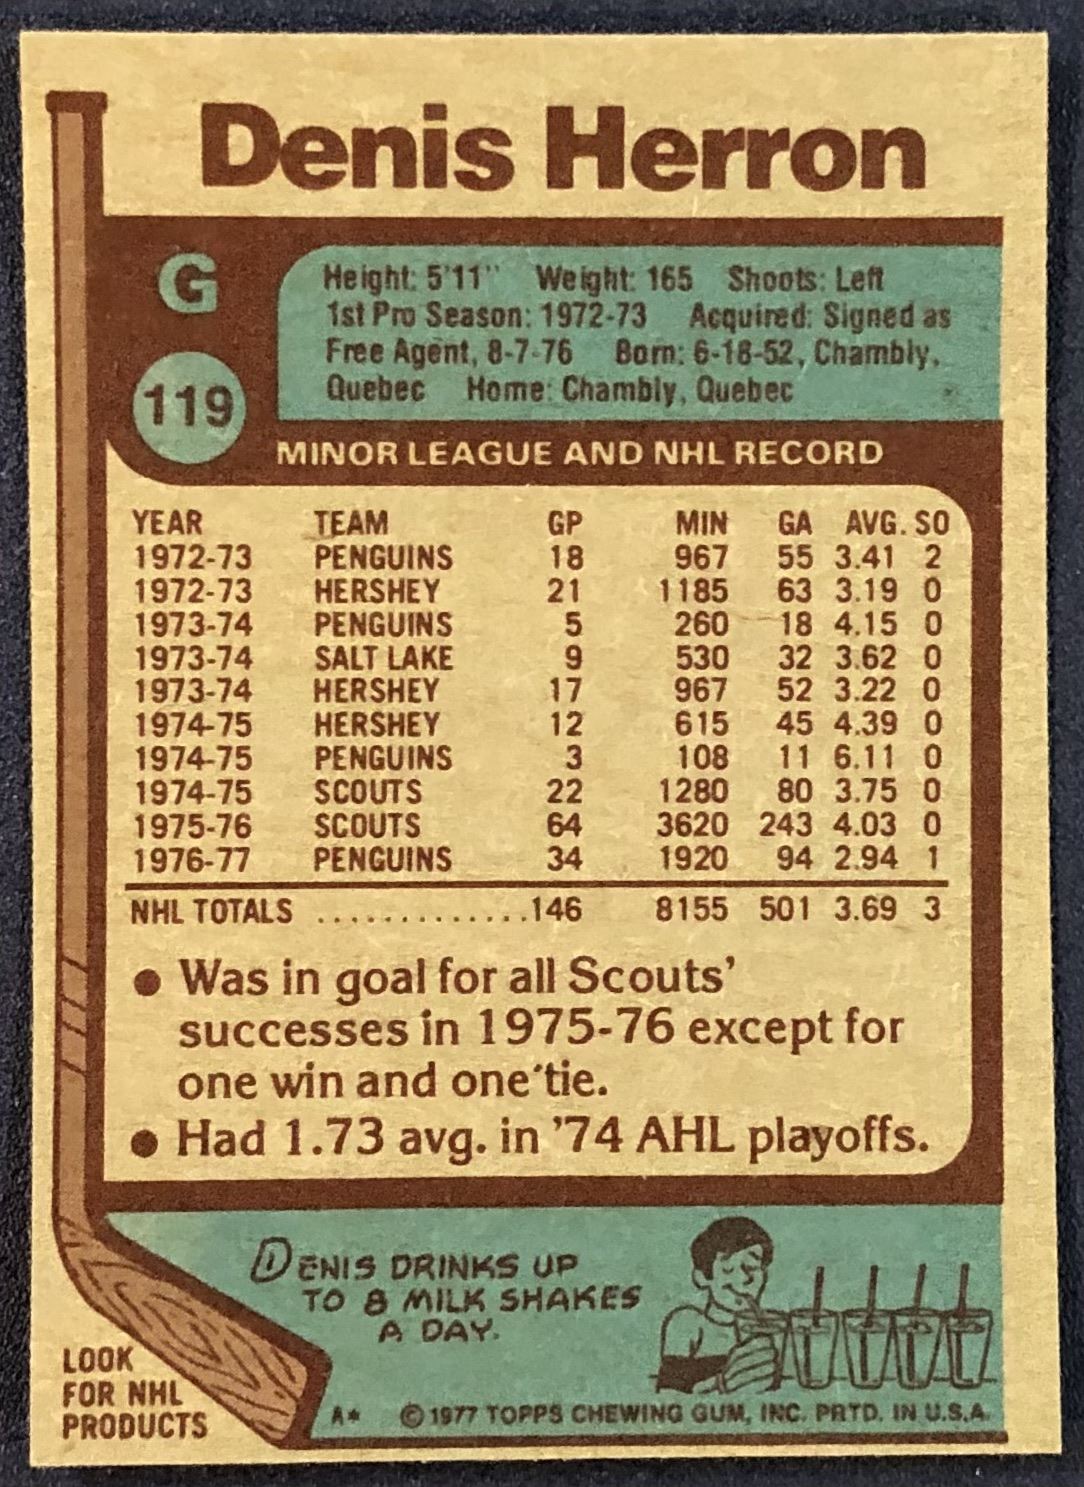 Denis Herron
G
119
Height: 5'11" Weight: 165 Shoots: Left
1st Pro Season: 1972-73 Acquired: Signed as
Free Agent, 8-7-76 Born: 6-18-52, Chambly,
Quebec Home: Chambly, Quebec
MINOR LEAGUE AND NHL RECORD
YEAR TEAM GP MIN GA AVG. SO
1972-73 PENGUINS 18 967 55 3.41 2
1972-73 HERSHEY 21 1185 63 3.19 0
1973-74 PENGUINS 5 260 18 4.15 0
1973-74 SALT LAKE 9 530 32 3.62 0
1973-74 HERSHEY 17 967 52 3.22 0
1974-75 HERSHEY 12 615 45 4.39 0
1974-75 PENGUINS 3 108 11 6.11 0
1974-75 SCOUTS 22 1280 80 3.75 0
1975-76 SCOUTS 64 3620 243 4.03 0
1976-77 PENGUINS 34 1920 94 2.94 1
NHL TOTALS .............146 8155 501 3.69 3
● Was in goal for all Scouts'
successes in 1975-76 except for
one win and one tie.
● Had 1.73 avg. in '74 AHL playoffs.
DENIS DRINKS UP
TO 8 MILK SHAKES
A DAY.
LOOK
FOR NHL
PRODUCTS
A* © 1977 TOPPS CHEWING GUM, INC. PRTD. IN U.S.A.